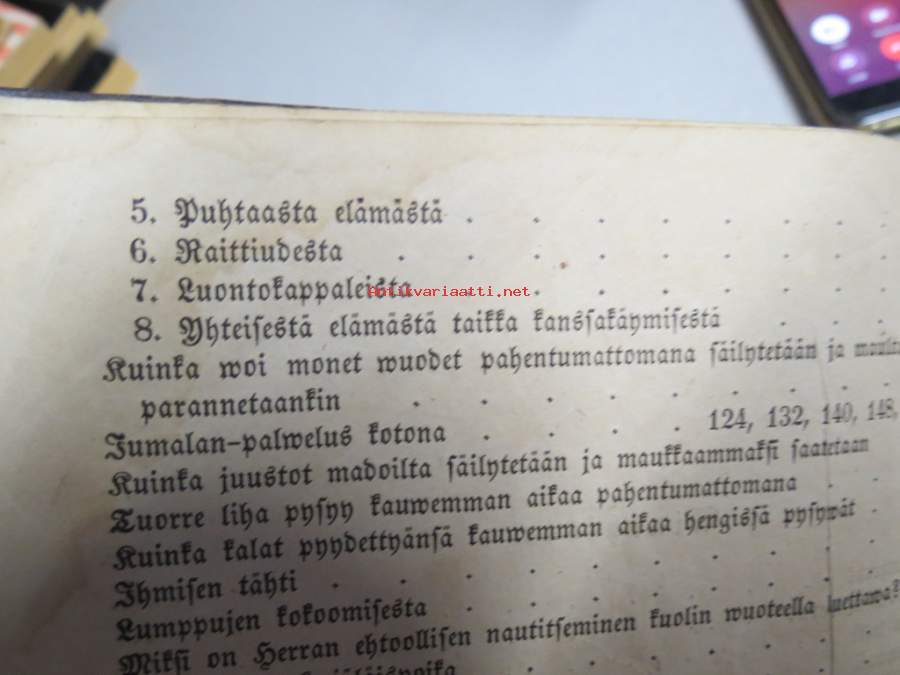 5. Puhtaasta elämästä . . . . . . .
6. Raittiudesta . . . . . . . .
7. Luontokappaleista . . . . . .
Antikvariaatti.net
8. Yhteisestä elämästä taikka kanssakäymisestä . . .
Kuinka woi monet wuodet pahentumattomana säilytetään ja
parannetaankin . . . . . . . .
Jumalan-palwelus kotona . . . . 124, 132, 140, 148,
Kuinka juustot madoilta säilytetään ja maukkaammaksi saatetaan
Tuorre liha pysyy kauwemman aikaa pahentumattomana . .
Kuinka kalat pyydettyänsä kauwemman aikaa hengissä pysywät .
Ihmisen tähti . . . . . . . . .
Lumppujen kokoomisesta . . . . . . .
Miksi on Herran ehtoollisen nautitseminen kuolin wuoteella luettawa?